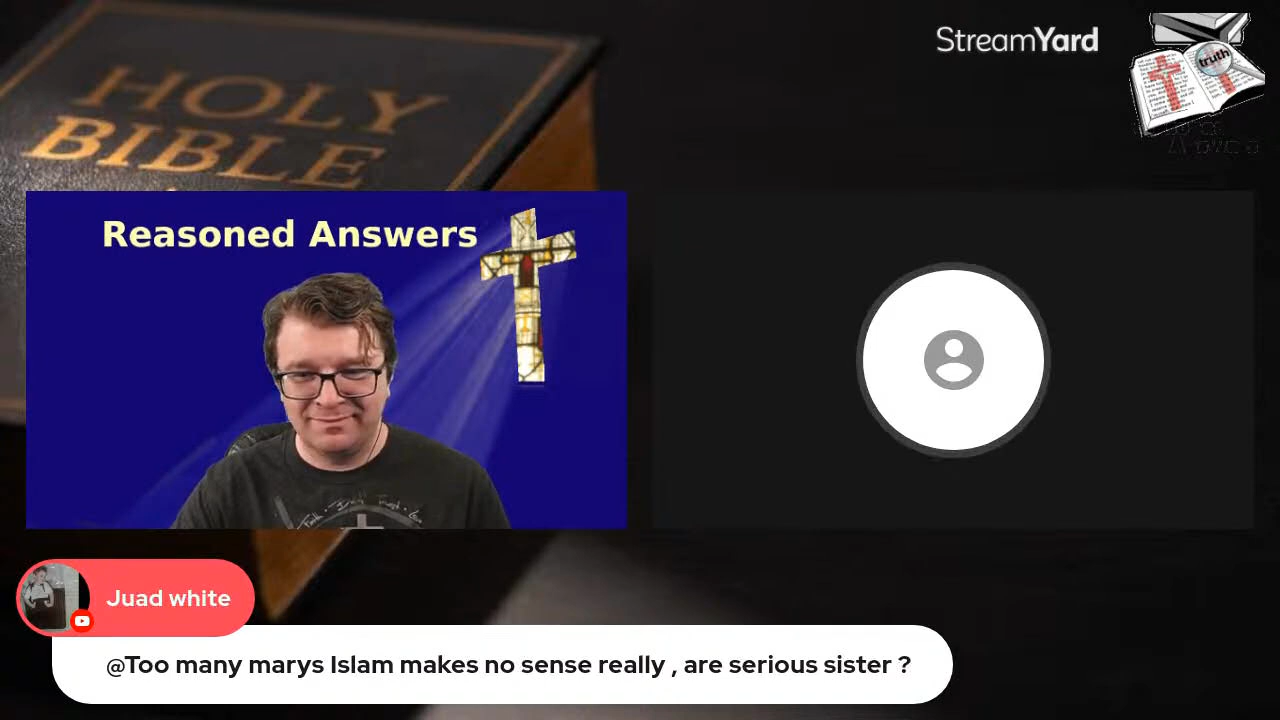 HOLY
BIBLE
StreamYard
truth
Reasoned Answers
Juad white
@Too many marys Islam makes no sense really , are serious sister ?